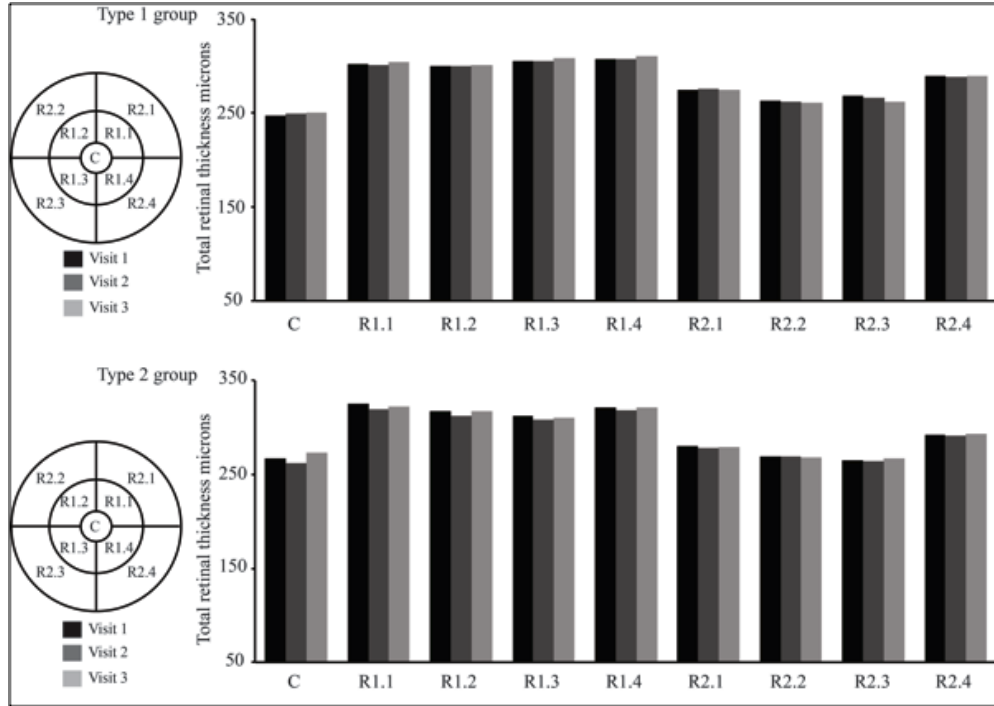 Type 1 group
R2.2 R2.1
R1.2 R1.1
C
R1.3 R1.4
R2.3 R2.4
Visit 1
Visit 2
Visit 3
Total retinal thickness microns
350
250
150
50
C R1.1 R1.2 R1.3 R1.4 R2.1 R2.2 R2.3 R2.4
Type 2 group
R2.2 R2.1
R1.2 R1.1
C
R1.3 R1.4
R2.3 R2.4
Visit 1
Visit 2
Visit 3
Total retinal thickness microns
350
250
150
50
C R1.1 R1.2 R1.3 R1.4 R2.1 R2.2 R2.3 R2.4